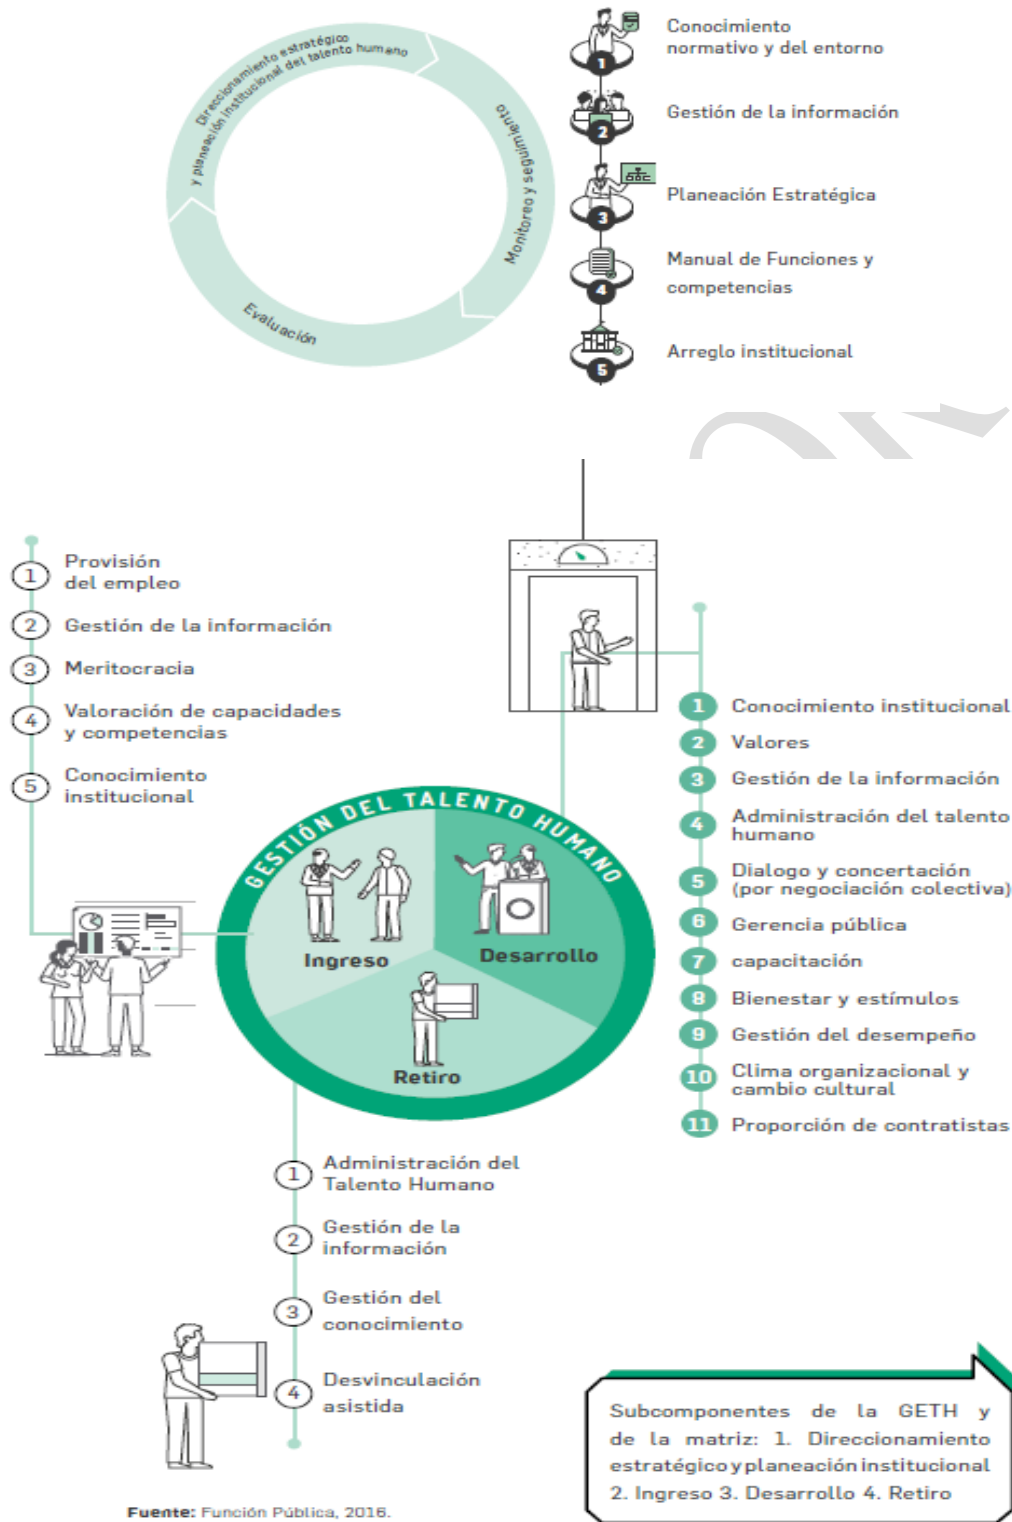 Direccionamiento estratégico
y planeación institucional del talento humano
Monitoreo y seguimiento
Evaluación
1
Conocimiento
normativo y del entorno
2
Gestión de la información
3
Planeación Estratégica
4
Manual de Funciones y
competencias
5
Arreglo institucional
1
Provisión
del empleo
2
Gestión de la información
3
Meritocracia
4
Valoración de capacidades
y competencias
5
Conocimiento
institucional
GESTIÓN DEL TALENTO HUMANO
Ingreso
Desarrollo
Retiro
1
Conocimiento institucional
2
Valores
3
Gestión de la información
4
Administración del talento
humano
5
Dialogo y concertación
(por negociación colectiva)
6
Gerencia pública
7
capacitación
8
Bienestar y estímulos
9
Gestión del desempeño
10
Clima organizacional y
cambio cultural
11
Proporción de contratistas
1
Administración del
Talento Humano
2
Gestión de la
información
3
Gestión del
conocimiento
4
Desvinculación
asistida
Subcomponentes de la GETH y
de la matriz: 1. Direccionamiento
estratégico y planeación institucional
2. Ingreso 3. Desarrollo 4. Retiro
Fuente: Función Pública, 2016.